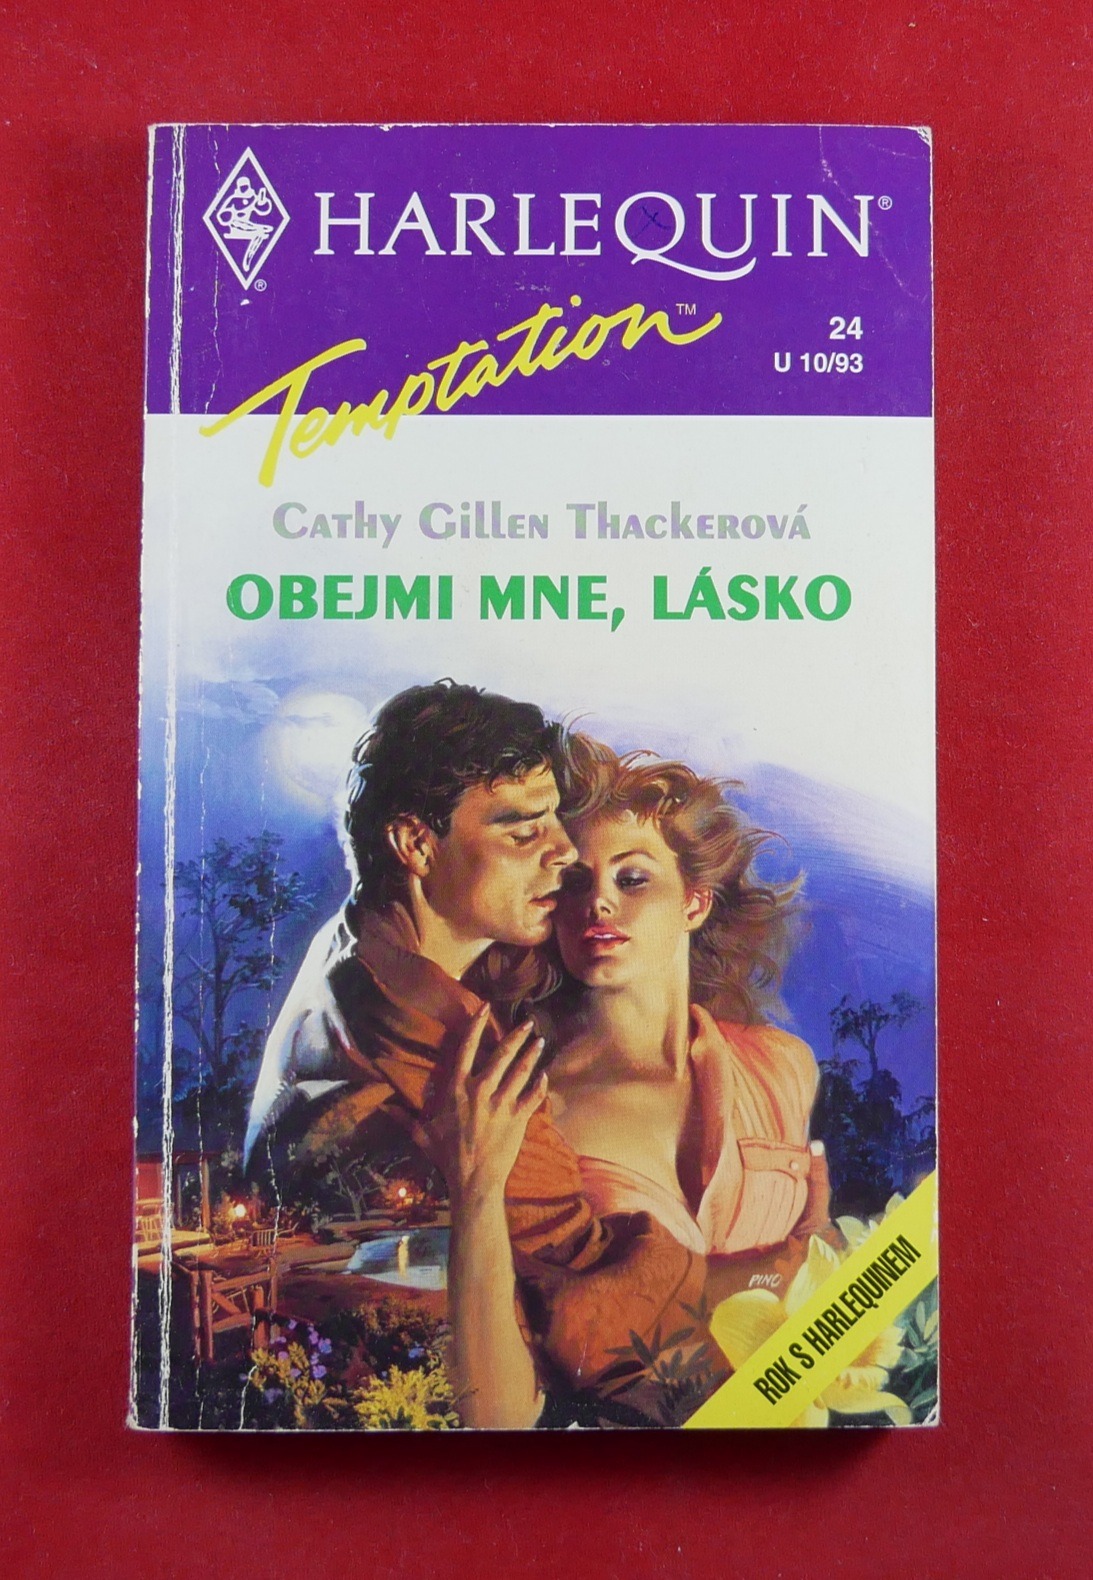 HARLEQUIN®
®
Temptation™
24
U 10/93
Cathy Gillen Thackerová
OBEJMI MNE, LÁSKO
PINO
ROK S HARLEQUINEM